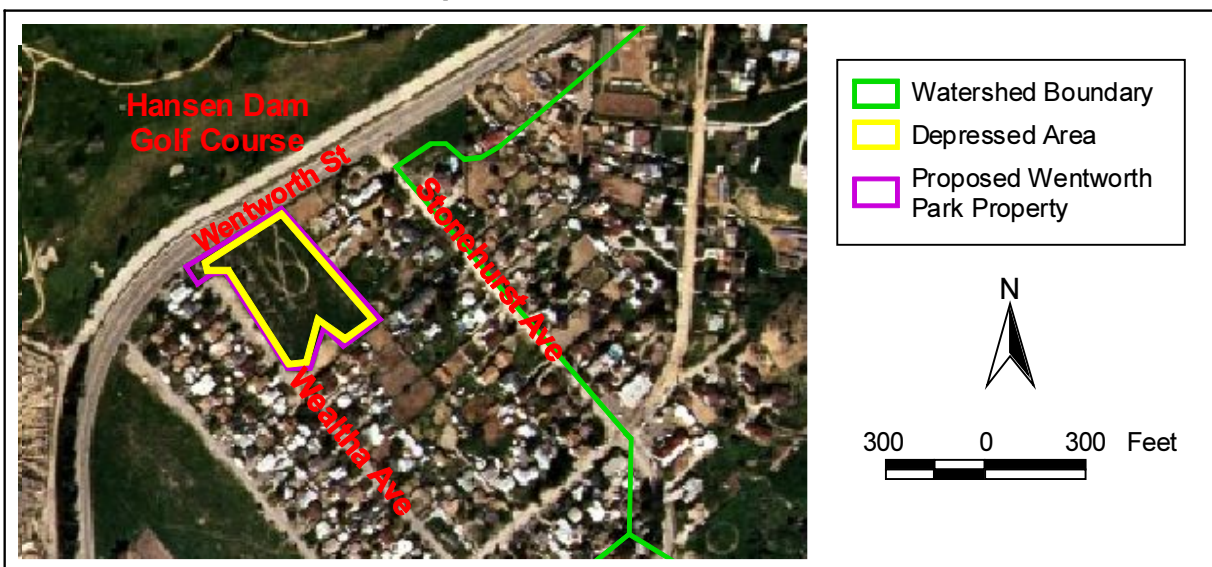 Hansen Dam
Golf Course
Wentworth St
Stonehurst Ave
Wealtha Ave
Watershed Boundary
Depressed Area
Proposed Wentworth
Park Property
N
300 0 300 Feet